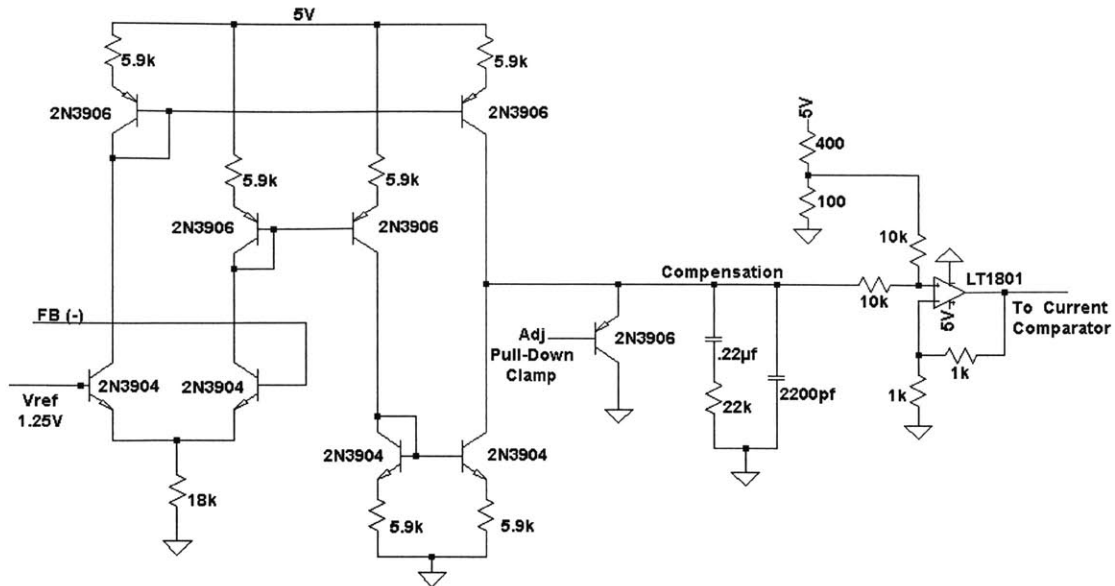 5V
5.9k
5.9k
2N3906
2N3906
5V
400
5.9k
5.9k
100
2N3906
2N3906
10k
Compensation
LT1801
10k
To Current
Comparator
5V
FB (-)
Adj
Pull-Down
Clamp
2N3906
.22µf
1k
2N3904
2N3904
2200pf
Vref
1.25V
22k
1k
2N3904
2N3904
18k
5.9k
5.9k